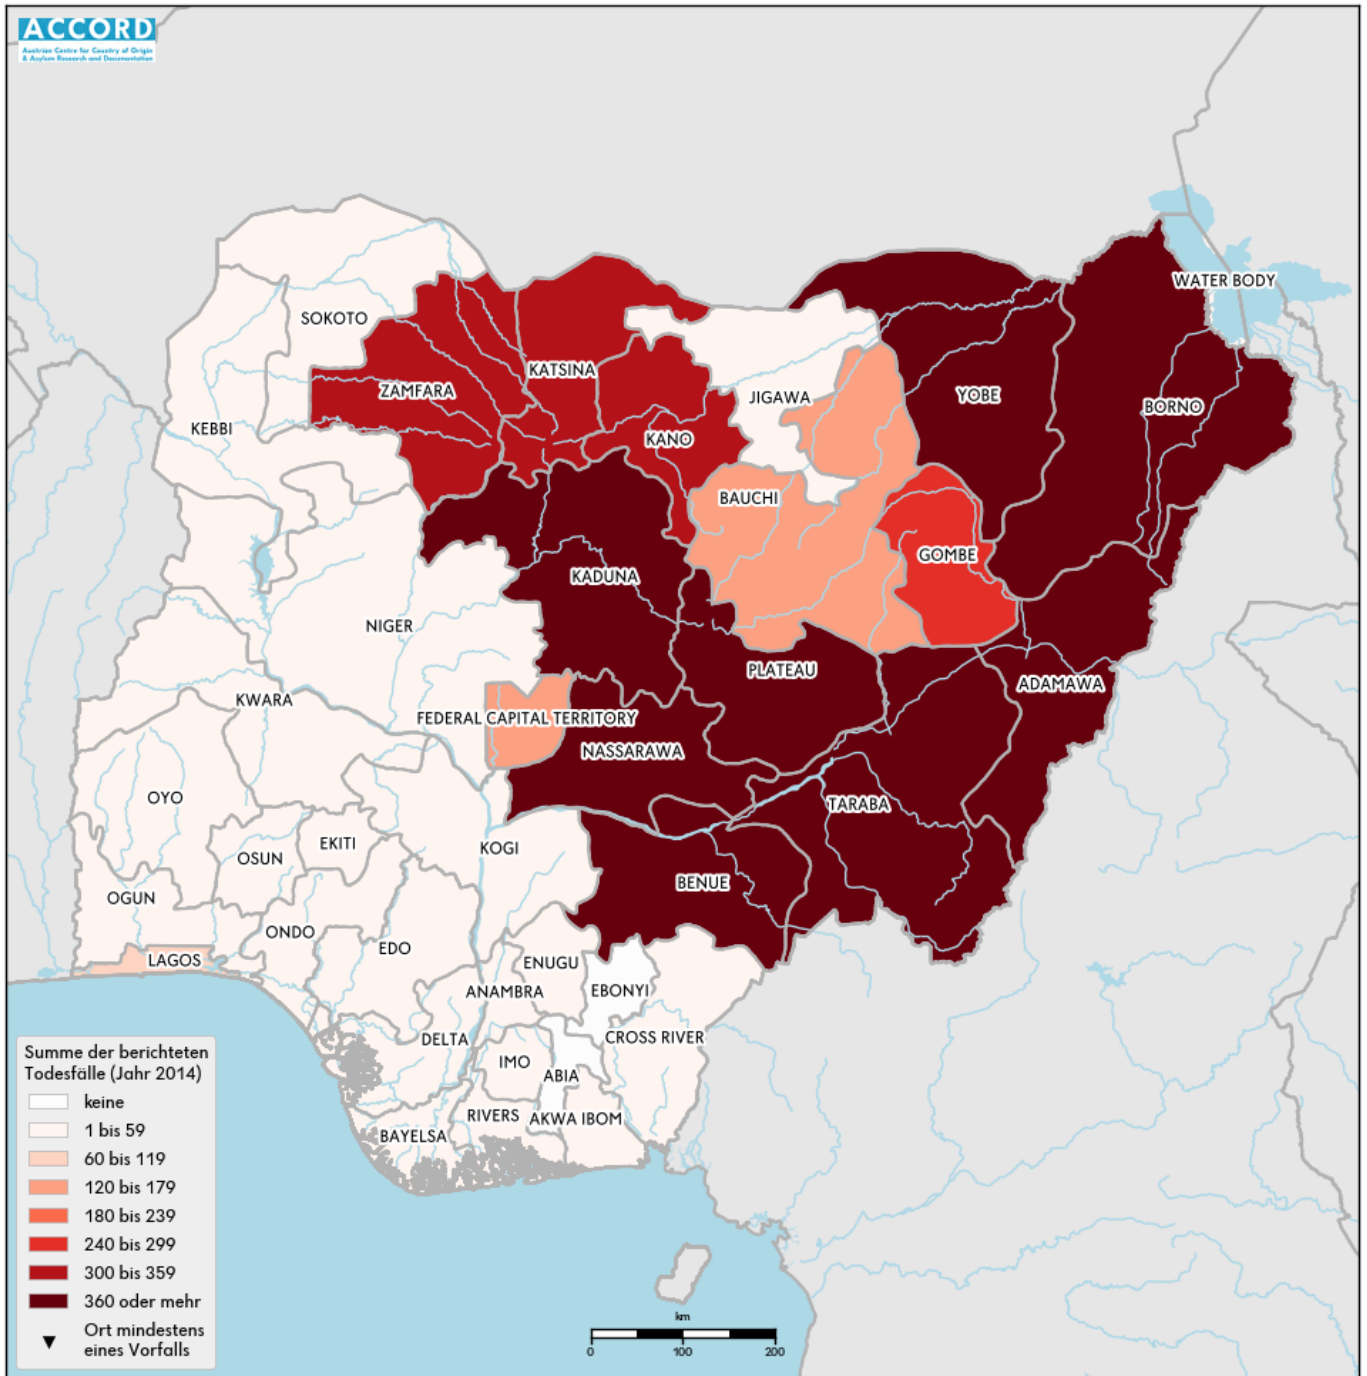 ACCORD
Austrian Centre for Country of Origin
& Asylum Research and Documentation
WATER BODY
SOKOTO
KATSINA
ZAMFARA
JIGAWA
YOBE
BORNO
KEBBI
KANO
BAUCHI
GOMBE
KADUNA
NIGER
PLATEAU
ADAMAWA
KWARA
FEDERAL CAPITAL TERRITORY
NASSARAWA
OYO
TARABA
EKITI
KOGI
OSUN
BENUE
OGUN
ONDO
EDO
LAGOS
ENUGU
ANAMBRA
EBONYI
DELTA
CROSS RIVER
IMO
ABIA
RIVERS
AKWA IBOM
BAYELSA
Summe der berichteten
Todesfälle (Jahr 2014)
keine
1 bis 59
60 bis 119
120 bis 179
180 bis 239
240 bis 299
300 bis 359
360 oder mehr
Ort mindestens
eines Vorfalls
km
0 100 200